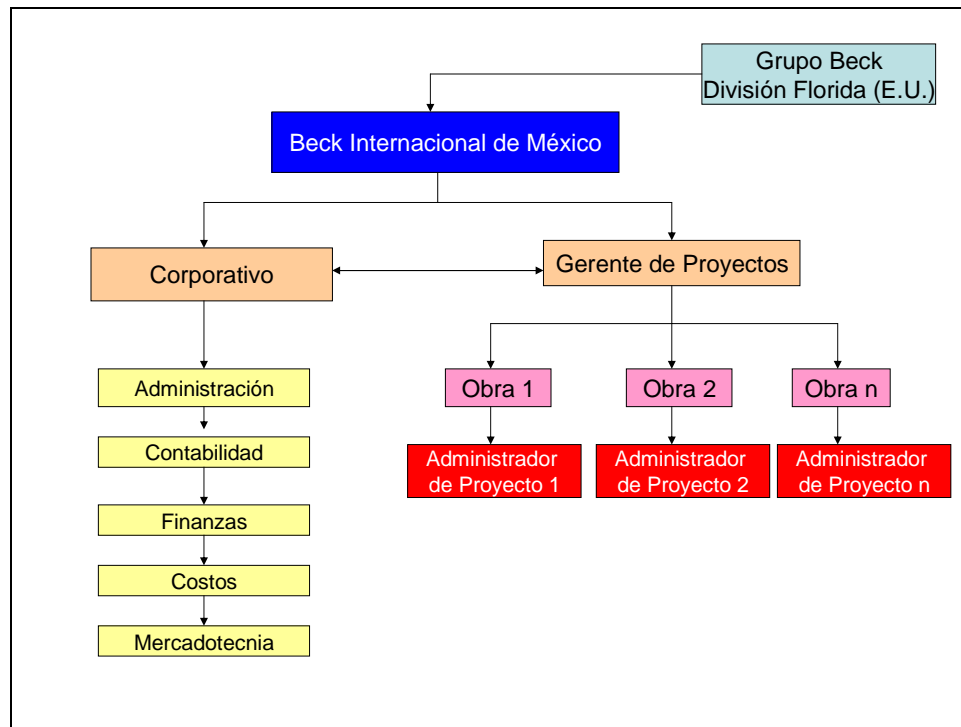 Grupo Beck
División Florida (E.U.)
Beck Internacional de México
Corporativo
Gerente de Proyectos
Administración
Contabilidad
Finanzas
Costos
Mercadotecnia
Obra 1
Obra 2
Obra n
Administrador
de Proyecto 1
Administrador
de Proyecto 2
Administrador
de Proyecto n